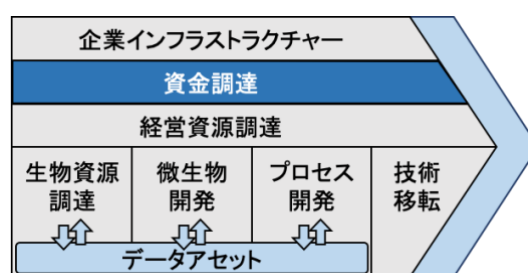 企業インフラストラクチャー
資金調達
経営資源調達
生物資源
調達
微生物
開発
プロセス
開発
技術
移転
データアセット